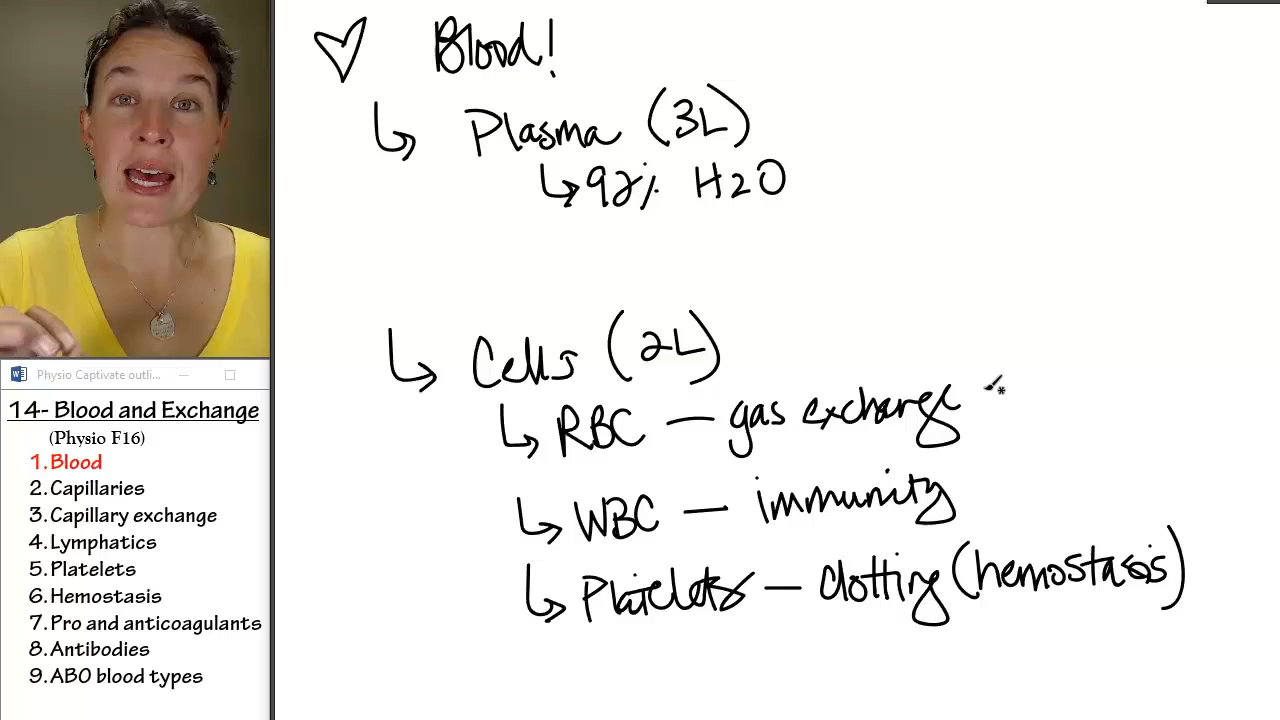 Blood!
↳ Plasma (3L)
↳ 92% H2O
↳ Cells (2L)
↳ RBC — gas exchange
↳ WBC — immunity
↳ Platelets — clotting (hemostasis)
Physio Captivate outli...
14- Blood and Exchange
(Physio F16)
1. Blood
2. Capillaries
3. Capillary exchange
4. Lymphatics
5. Platelets
6. Hemostasis
7. Pro and anticoagulants
8. Antibodies
9. ABO blood types